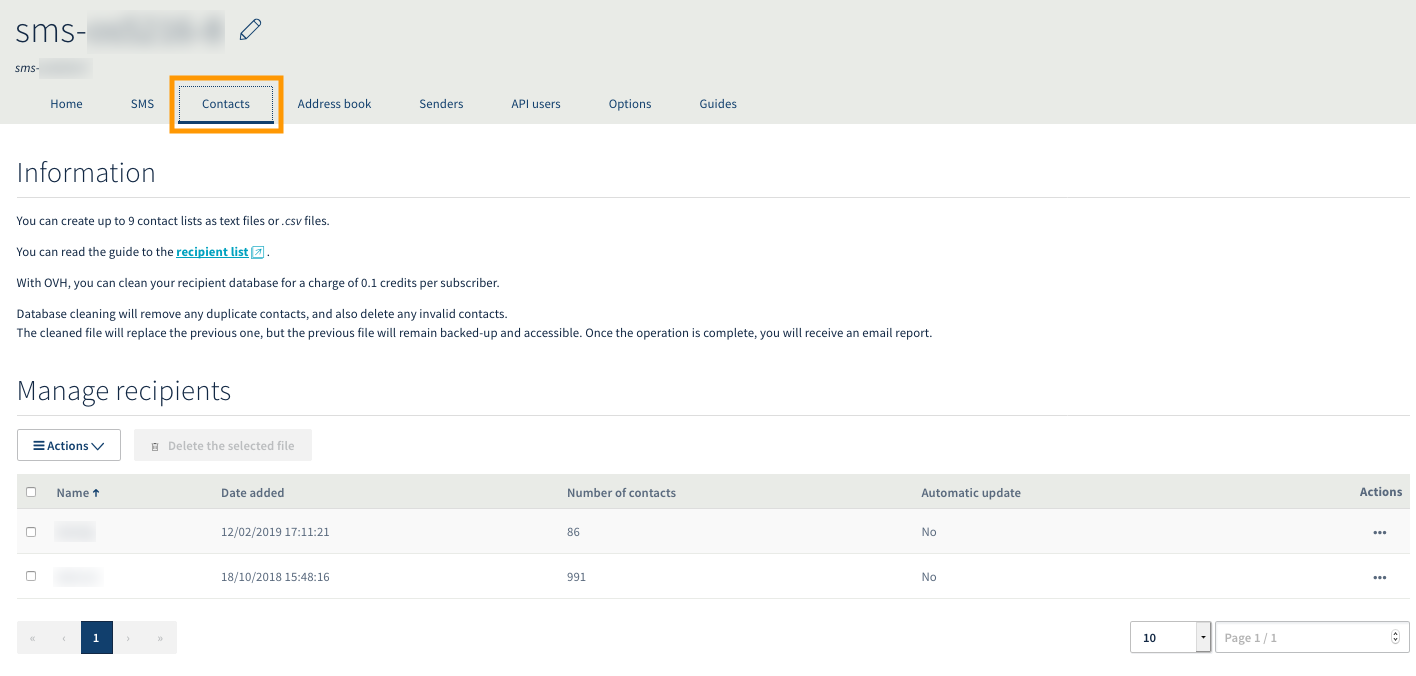 sms-
sms-
Home SMS Contacts Address book Senders API users Options Guides
Information
You can create up to 9 contact lists as text files or .csv files.
You can read the guide to the recipient list .
With OVH, you can clean your recipient database for a charge of 0.1 credits per subscriber.
Database cleaning will remove any duplicate contacts, and also delete any invalid contacts.
The cleaned file will replace the previous one, but the previous file will remain backed-up and accessible. Once the operation is complete, you will receive an email report.
Manage recipients
Actions Delete the selected file
Name Date added Number of contacts Automatic update Actions
12/02/2019 17:11:21 86 No •••
18/10/2018 15:48:16 991 No •••
« ‹ 1 › » 10 Page 1 / 1